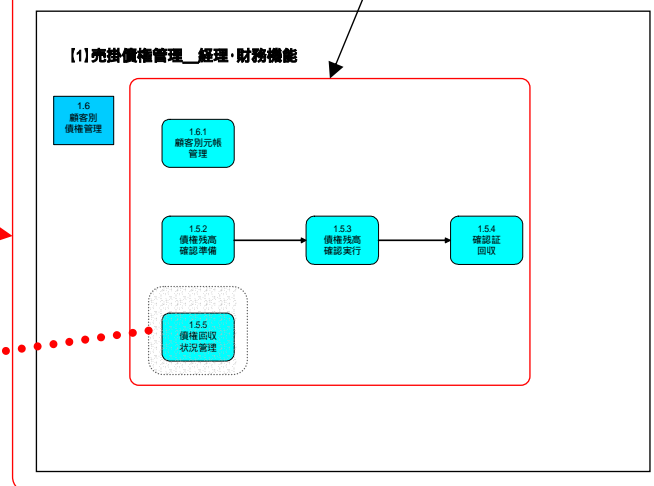 【1】売掛債権管理__経理・財務機能
1.6
顧客別
債権管理
1.6.1
顧客別元帳
管理
1.5.2
債権残高
確認準備
1.5.3
債権残高
確認実行
1.5.4
確認証
回収
1.5.5
債権回収
状況管理